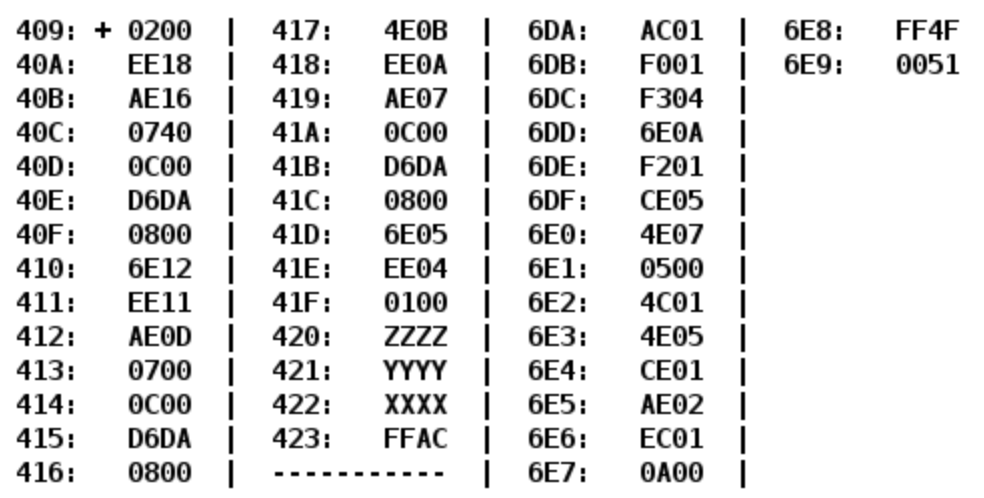 409: + 0200 | 417: 4E0B | 6DA: AC01 | 6E8: FF4F
40A: EE18 | 418: EE0A | 6DB: F001 | 6E9: 0051
40B: AE16 | 419: AE07 | 6DC: F304 |
40C: 0740 | 41A: 0C00 | 6DD: 6E0A |
40D: 0C00 | 41B: D6DA | 6DE: F201 |
40E: D6DA | 41C: 0800 | 6DF: CE05 |
40F: 0800 | 41D: 6E05 | 6E0: 4E07 |
410: 6E12 | 41E: EE04 | 6E1: 0500 |
411: EE11 | 41F: 0100 | 6E2: 4C01 |
412: AE0D | 420: ZZZZ | 6E3: 4E05 |
413: 0700 | 421: YYYY | 6E4: CE01 |
414: 0C00 | 422: XXXX | 6E5: AE02 |
415: D6DA | 423: FFAC | 6E6: EC01 |
416: 0800 | ----------- | 6E7: 0A00 |